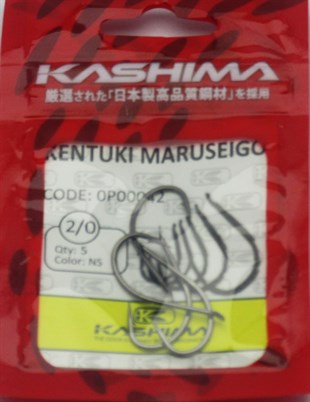 KASHIMA
厳選された「日本製高品質鋼材」を採用
KENTUKI MARUSEIGO
CODE: 0P00042
2/0
Qty: 5
Color: NS
KASHIMA